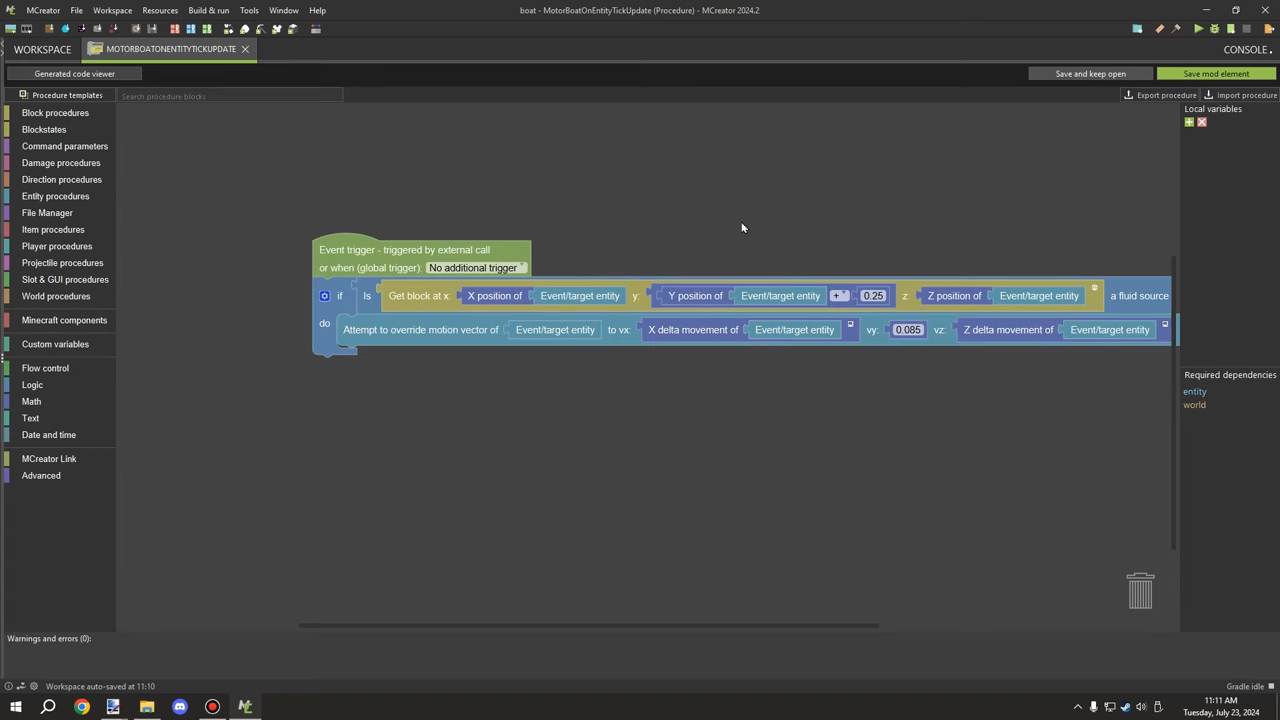 MCreator File Workspace Resources Build & run Tools Window Help
boat - MotorBoatOnEntityTickUpdate (Procedure) - MCreator 2024.2
WORKSPACE
MOTORBOATONENTITYTICKUPDATE
CONSOLE
Generated code viewer
Save and keep open
Save mod element
Procedure templates
Search procedure blocks
Export procedure
Import procedure
Block procedures
Blockstates
Command parameters
Damage procedures
Direction procedures
Entity procedures
File Manager
Item procedures
Player procedures
Projectile procedures
Slot & GUI procedures
World procedures
Minecraft components
Custom variables
Flow control
Logic
Math
Text
Date and time
MCreator Link
Advanced
Event trigger - triggered by external call
or when (global trigger): No additional trigger
if Is Get block at x: X position of Event/target entity y: Y position of Event/target entity + 0.25 z: Z position of Event/target entity a fluid source
do Attempt to override motion vector of Event/target entity to vx: X delta movement of Event/target entity vy: 0.085 vz: Z delta movement of Event/target entity
Local variables
Required dependencies
entity
world
Warnings and errors (0):
Workspace auto-saved at 11:10
Gradle idle
11:11 AM
Tuesday, July 23, 2024